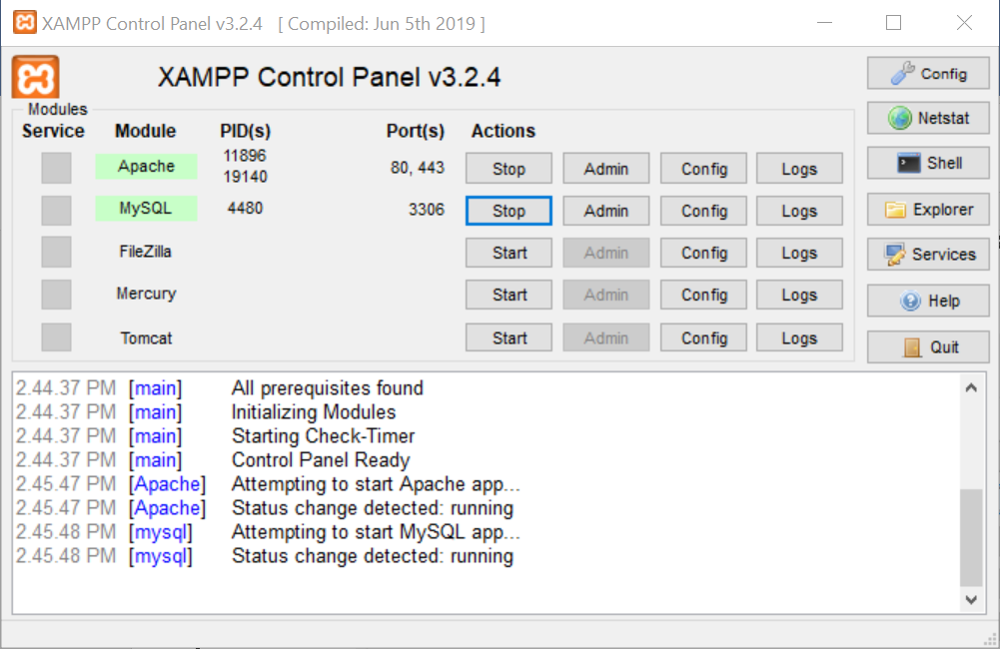 XAMPP Control Panel v3.2.4 [ Compiled: Jun 5th 2019 ]
XAMPP Control Panel v3.2.4
Config
Modules
Netstat
Service Module PID(s) Port(s) Actions
Apache 11896 19140 80, 443 Stop Admin Config Logs
Shell
MySQL 4480 3306 Stop Admin Config Logs
Explorer
FileZilla Start Admin Config Logs
Services
Mercury Start Admin Config Logs
Help
Tomcat Start Admin Config Logs
Quit
2.44.37 PM [main] All prerequisites found
2.44.37 PM [main] Initializing Modules
2.44.37 PM [main] Starting Check-Timer
2.44.37 PM [main] Control Panel Ready
2.45.47 PM [Apache] Attempting to start Apache app...
2.45.47 PM [Apache] Status change detected: running
2.45.48 PM [mysql] Attempting to start MySQL app...
2.45.48 PM [mysql] Status change detected: running